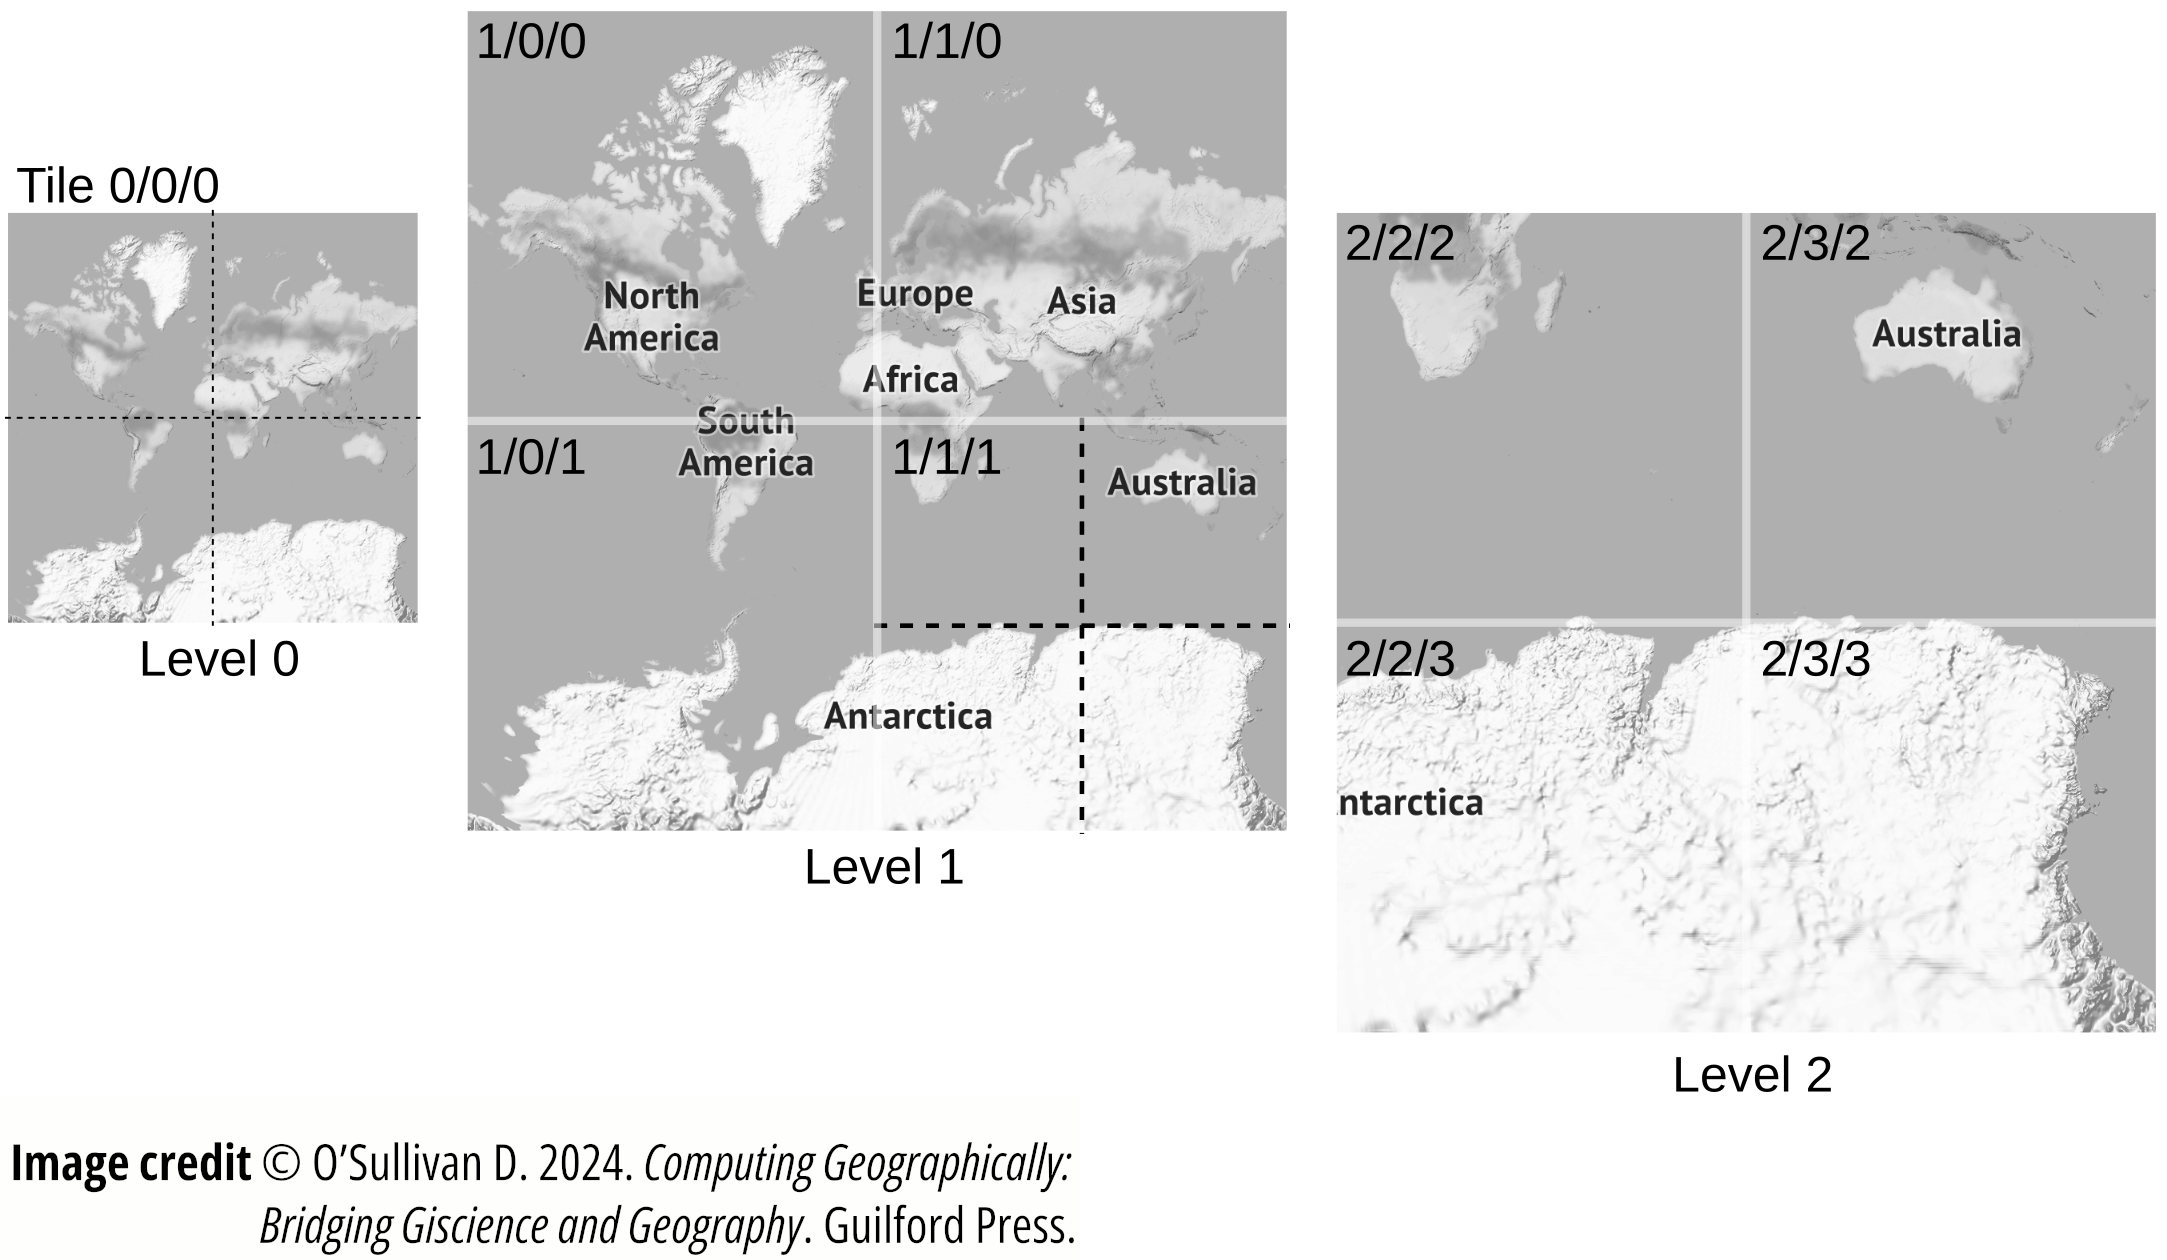 Tile 0/0/0
Level 0
1/0/0
1/1/0
North
America
Europe
Asia
Africa
South
America
1/0/1
1/1/1
Australia
Antarctica
Level 1
2/2/2
2/3/2
Australia
2/2/3
2/3/3
ntarctica
Level 2
Image credit © O’Sullivan D. 2024. Computing Geographically:
Bridging Giscience and Geography. Guilford Press.